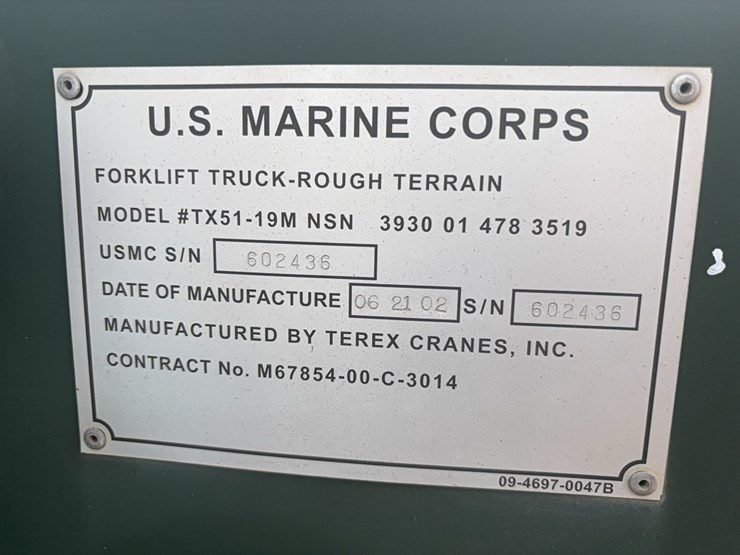 U.S. MARINE CORPS
FORKLIFT TRUCK-ROUGH TERRAIN
MODEL #TX51-19M NSN 3930 01 478 3519
USMC S/N 602436
DATE OF MANUFACTURE 06 21 02 S/N 602436
MANUFACTURED BY TEREX CRANES, INC.
CONTRACT No. M67854-00-C-3014
09-4697-0047B